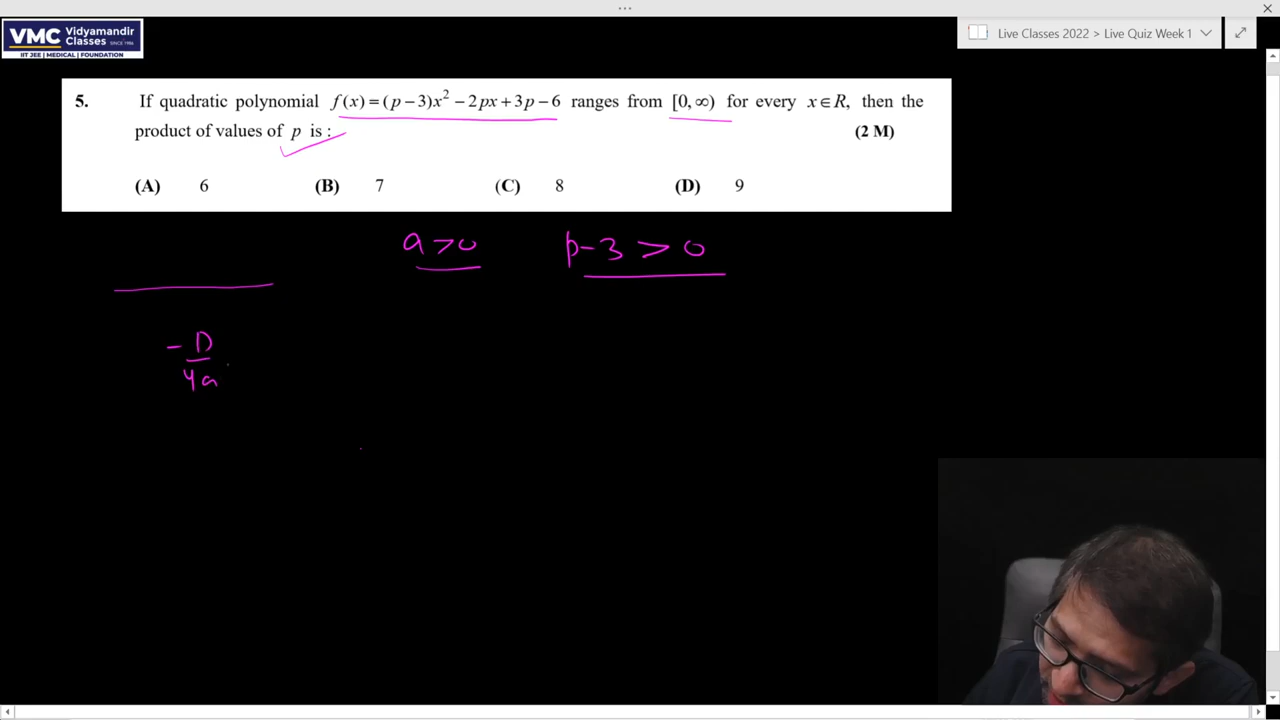 VMC Vidyamandir Classes SINCE 1986
IIT JEE | MEDICAL | FOUNDATION
Live Classes 2022 > Live Quiz Week 1
5. If quadratic polynomial f(x) = (p − 3)x² − 2px + 3p − 6 ranges from [0, ∞) for every x ∈ R, then the
product of values of p is : (2 M)
(A) 6 (B) 7 (C) 8 (D) 9
a > 0 p − 3 > 0
− D
4a